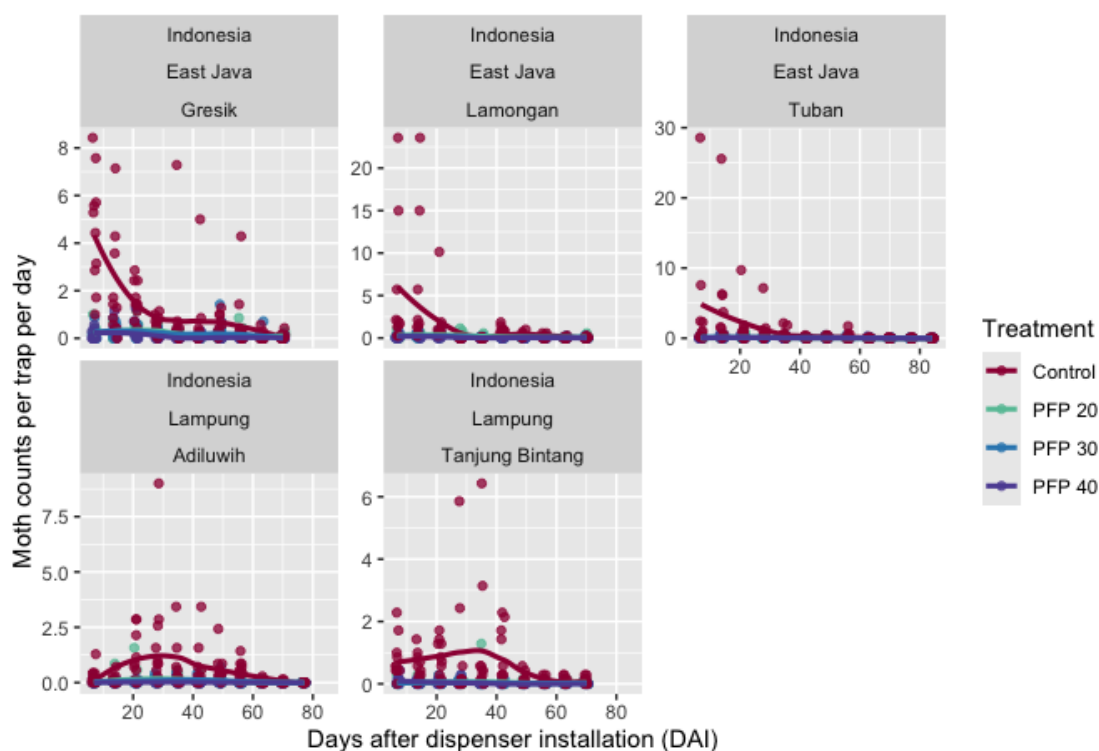 Indonesia
East Java
Gresik
Indonesia
East Java
Lamongan
Indonesia
East Java
Tuban
8
6
4
2
0
20
15
10
5
0
30
20
10
0
20 40 60 80
Indonesia
Lampung
Adiluwih
Indonesia
Lampung
Tanjung Bintang
7.5
5.0
2.5
0.0
20 40 60 80
6
4
2
0
20 40 60 80
Moth counts per trap per day
Days after dispenser installation (DAI)
Treatment
Control
PFP 20
PFP 30
PFP 40